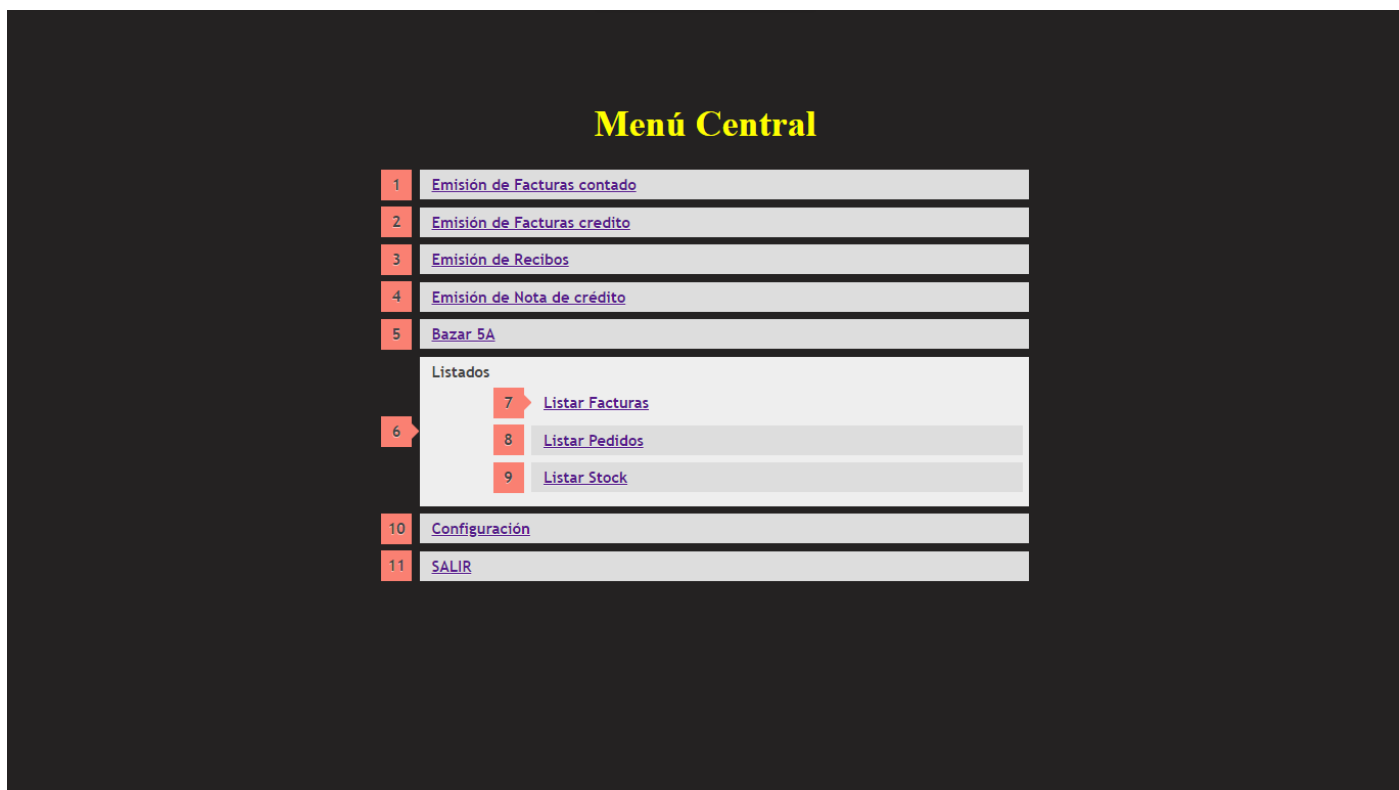 Menú Central
1 Emisión de Facturas contado
2 Emisión de Facturas credito
3 Emisión de Recibos
4 Emisión de Nota de crédito
5 Bazar 5A
6 Listados
7 Listar Facturas
8 Listar Pedidos
9 Listar Stock
10 Configuración
11 SALIR